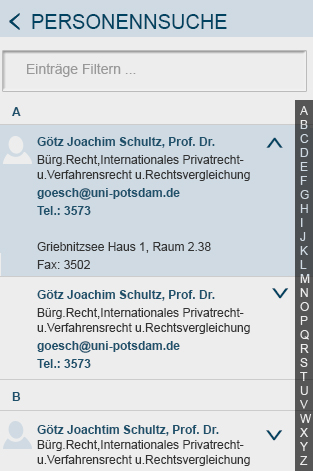 PERSONENNSUCHE
Einträge Filtern ...
A
Götz Joachim Schultz, Prof. Dr.
Bürg.Recht,Internationales Privatrecht-
u.Verfahrensrecht u.Rechtsvergleichung
goesch@uni-potsdam.de
Tel.: 3573
Griebnitzsee Haus 1, Raum 2.38
Fax: 3502
Götz Joachim Schultz, Prof. Dr.
Bürg.Recht,Internationales Privatrecht-
u.Verfahrensrecht u.Rechtsvergleichung
goesch@uni-potsdam.de
Tel.: 3573
B
Götz Joachtim Schultz, Prof. Dr.
Bürg.Recht,Internationales Privatrecht-
u.Verfahrensrecht u.Rechtsvergleichung
A
B
C
D
E
F
G
H
I
J
K
L
M
N
O
P
Q
R
S
T
U
V
W
X
Y
Z